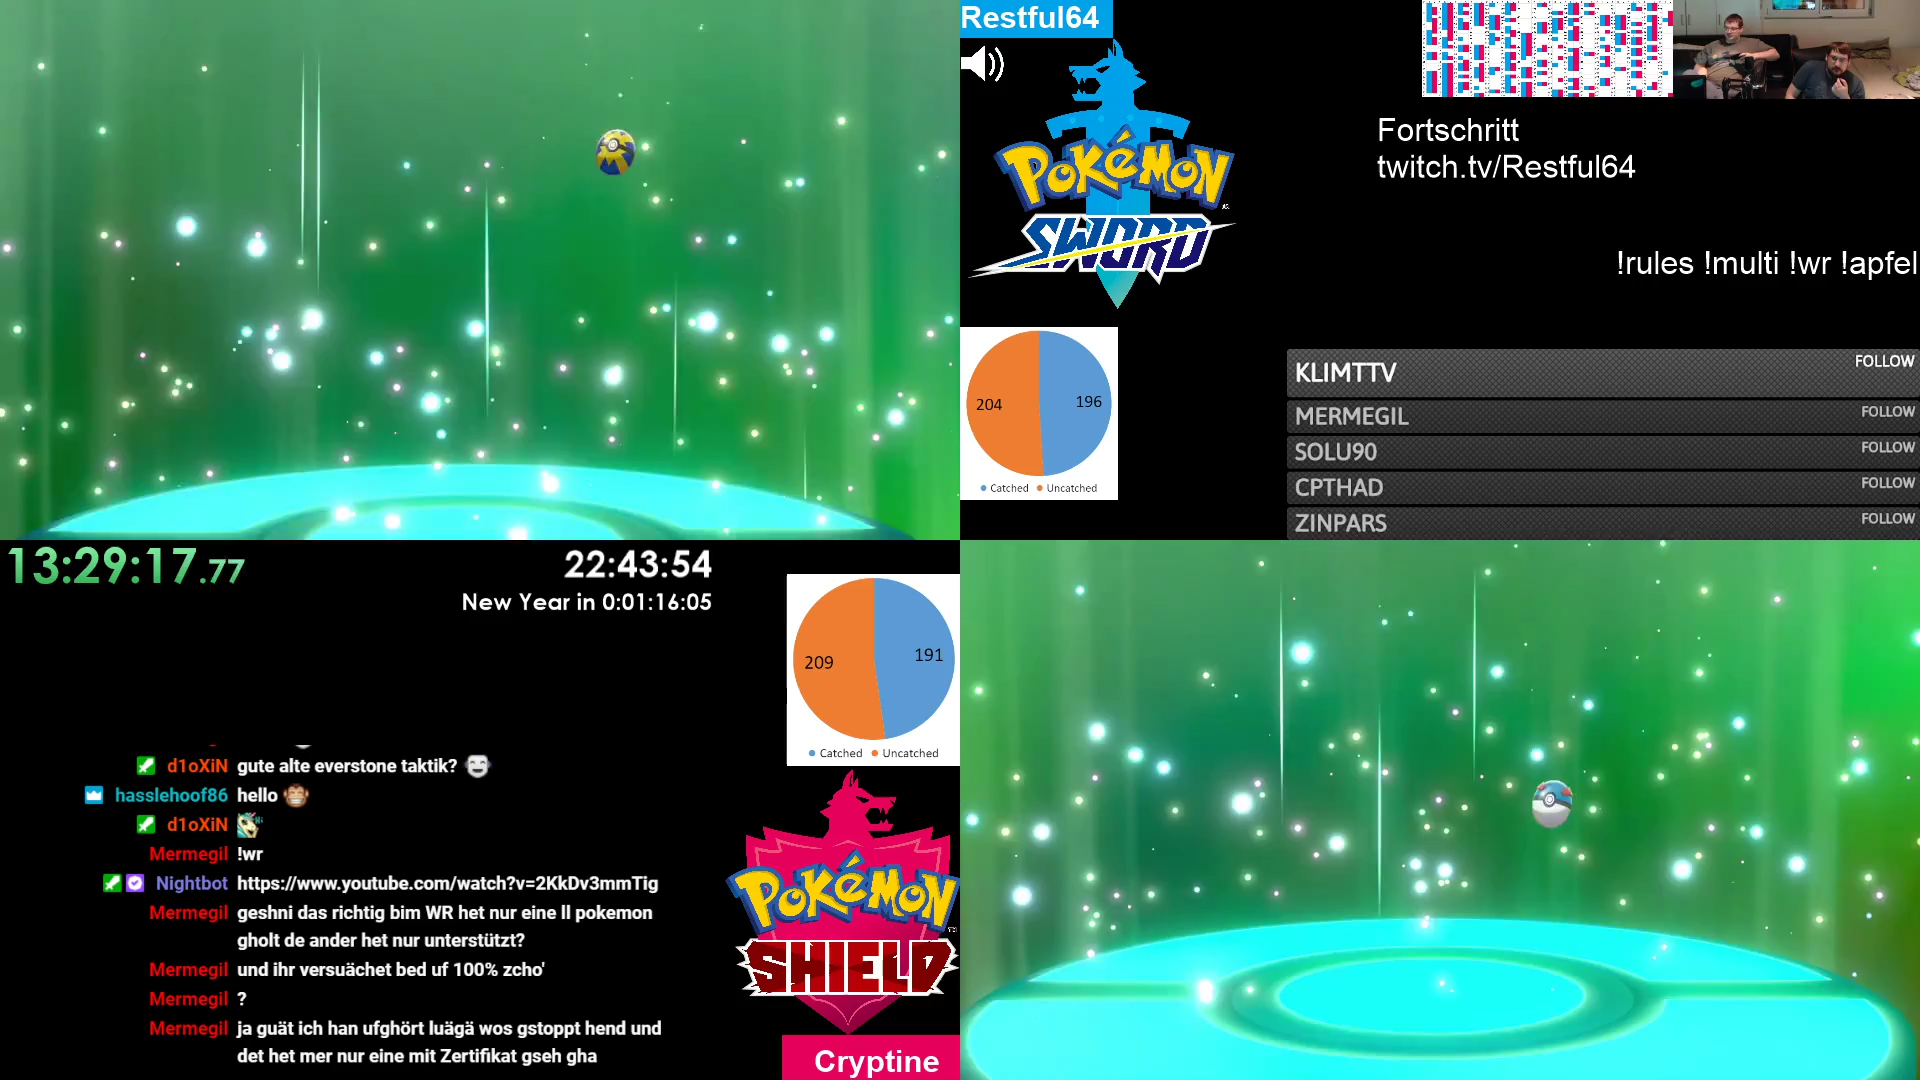 Restful64
POKéMON
SWORD
Fortschritt
twitch.tv/Restful64
!rules !multi !wr !apfel
204
196
Catched
Uncatched
KLIMTTV
FOLLOW
MERMEGIL
FOLLOW
SOLU90
FOLLOW
CPTHAD
FOLLOW
ZINPARS
FOLLOW
13:29:17.77
22:43:54
New Year in 0:01:16:05
209
191
Catched
Uncatched
d1oXiN gute alte everstone taktik?
hasslehoof86 hello
d1oXiN
Mermegil !wr
Nightbot https://www.youtube.com/watch?v=2KkDv3mmTig
Mermegil geshni das richtig bim WR het nur eine ll pokemon
gholt de ander het nur unterstützt?
Mermegil und ihr versuächet bed uf 100% zcho'
Mermegil ?
Mermegil ja guät ich han ufghört luägä wos gstoppt hend und
det het mer nur eine mit Zertifikat gseh gha
POKéMON
SHIELD
Cryptine